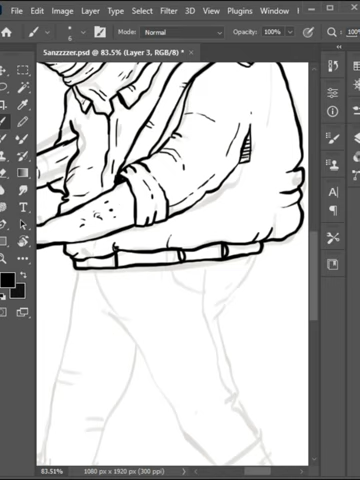 File Edit Image Layer Type Select Filter 3D View Plugins Window
6 Mode: Normal Opacity: 100%
Sanzzzzer.psd @ 83.5% (Layer 3, RGB/8) * ×
83.51% 1080 px x 1920 px (300 ppi)